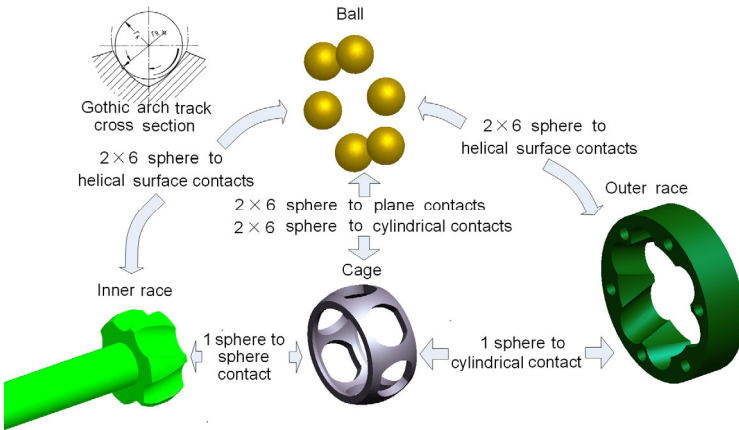 Ball
Gothic arch track
cross section
2×6 sphere to
helical surface contacts
2×6 sphere to
helical surface contacts
Outer race
2×6 sphere to plane contacts
2×6 sphere to cylindrical contacts
Inner race
Cage
1 sphere to
sphere
contact
1 sphere to
cylindrical contact